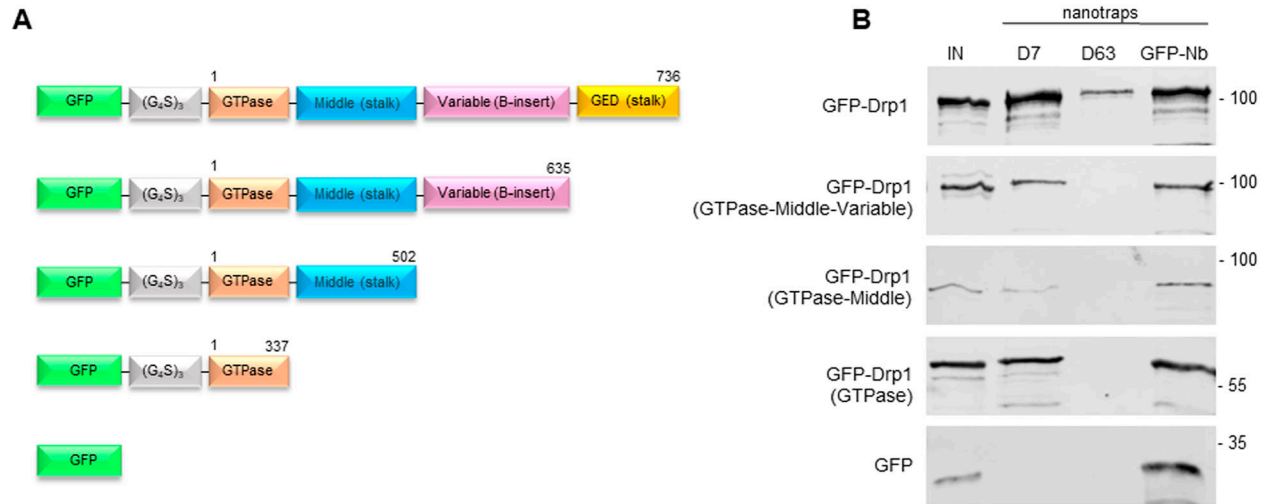 A
1
736
GFP
(G₄S)₃
GTPase
Middle (stalk)
Variable (B-insert)
GED (stalk)
1
635
GFP
(G₄S)₃
GTPase
Middle (stalk)
Variable (B-insert)
1
502
GFP
(G₄S)₃
GTPase
Middle (stalk)
1
337
GFP
(G₄S)₃
GTPase
GFP
B
nanotraps
IN
D7
D63
GFP-Nb
GFP-Drp1
- 100
GFP-Drp1
(GTPase-Middle-Variable)
- 100
GFP-Drp1
(GTPase-Middle)
- 100
GFP-Drp1
(GTPase)
- 55
GFP
- 35